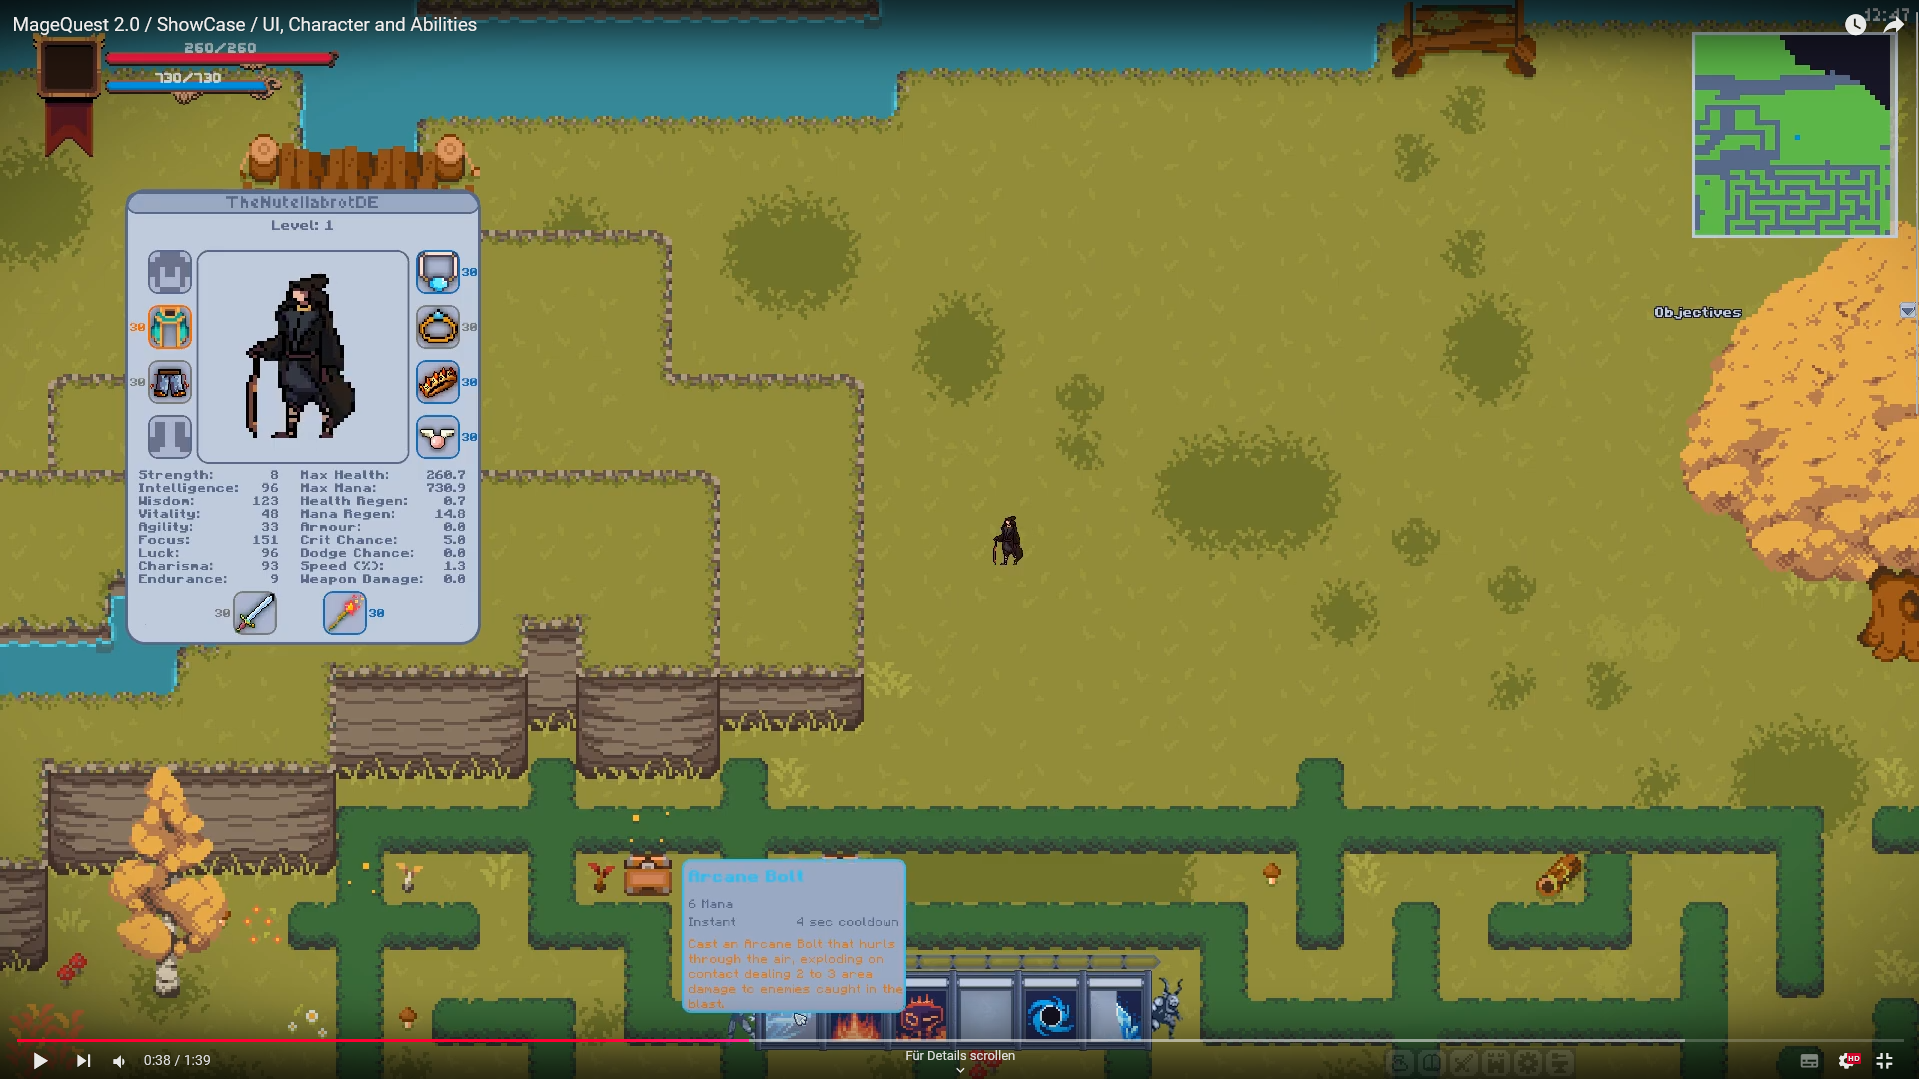 MageQuest 2.0 / ShowCase / UI, Character and Abilities
12:47
260/260
730/730
TheNutellabrotDE
Level: 1
30
30
30
30
30
30
Objectives
Strength: 8 Max Health: 260.7
Intelligence: 96 Max Mana: 730.9
Wisdom: 123 Health Regen: 0.7
Vitality: 48 Mana Regen: 14.8
Agility: 33 Armour: 0.0
Focus: 151 Crit Chance: 5.0
Luck: 96 Dodge Chance: 0.0
Charisma: 93 Speed (%): 1.3
Endurance: 9 Weapon Damage: 0.0
30 30
Arcane Bolt
6 Mana
Instant 4 sec cooldown
Cast an Arcane Bolt that hurls
through the air, exploding on
contact dealing 2 to 3 area
damage to enemies caught in the
blast.
0:38 / 1:39
Für Details scrollen
HD